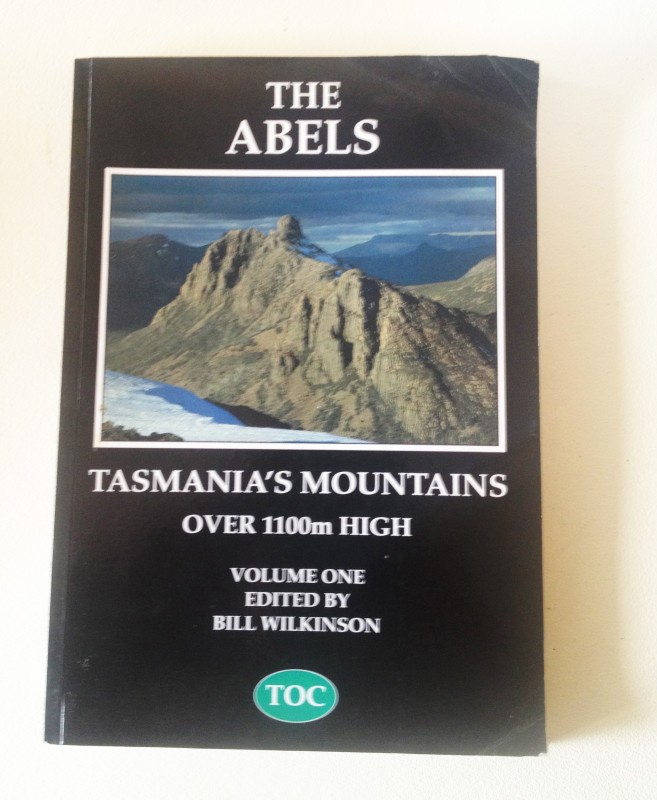 THE
ABELS
TASMANIA'S MOUNTAINS
OVER 1100m HIGH
VOLUME ONE
EDITED BY
BILL WILKINSON
TOC